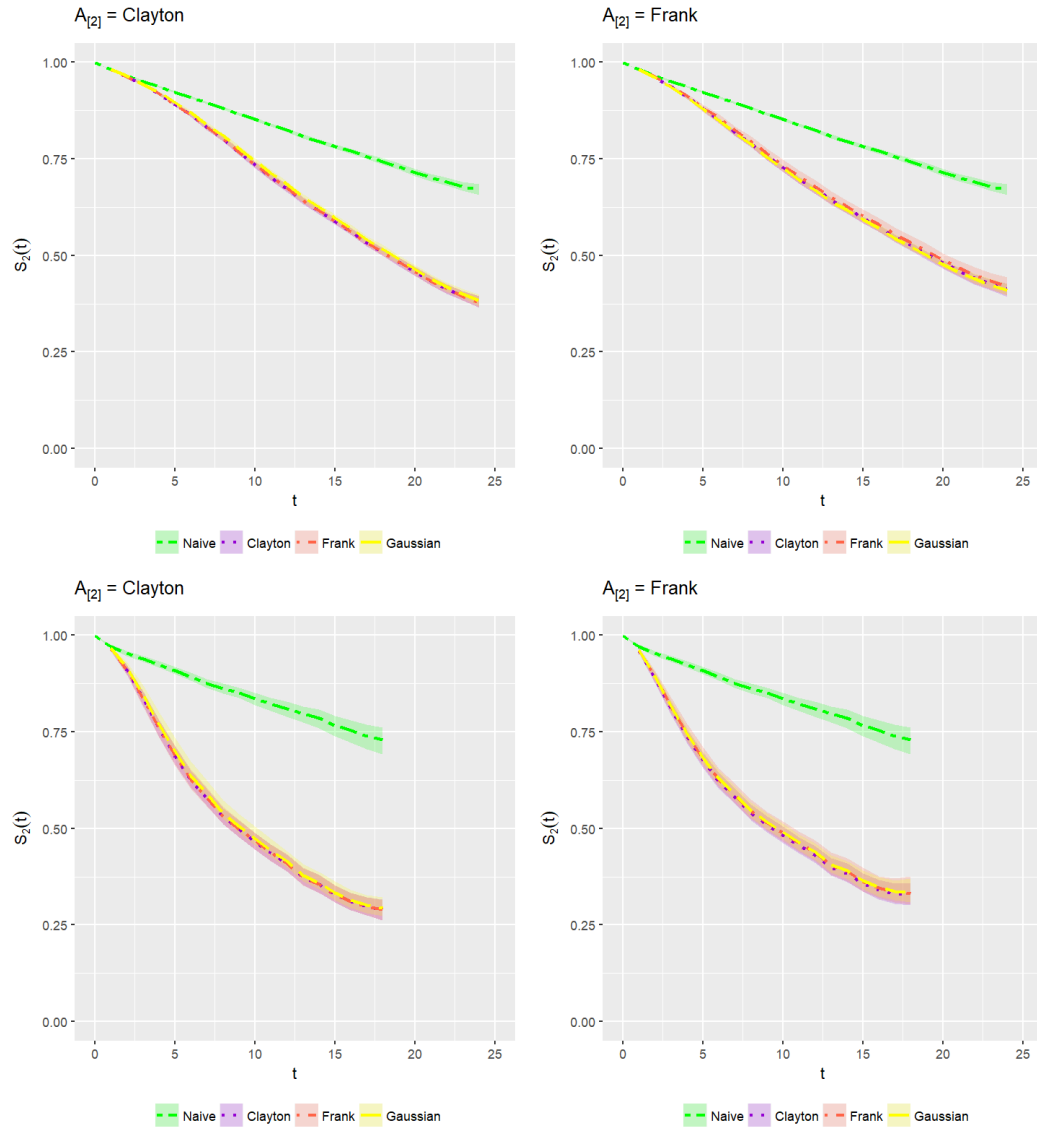 A[2] = Clayton
1.00
0.75
0.50
0.25
0.00
S2(t)
0 5 10 15 20 25
t
Naive Clayton Frank Gaussian
A[2] = Frank
1.00
0.75
0.50
0.25
0.00
S2(t)
0 5 10 15 20 25
t
Naive Clayton Frank Gaussian
A[2] = Clayton
1.00
0.75
0.50
0.25
0.00
S2(t)
0 5 10 15 20 25
t
Naive Clayton Frank Gaussian
A[2] = Frank
1.00
0.75
0.50
0.25
0.00
S2(t)
0 5 10 15 20 25
t
Naive Clayton Frank Gaussian